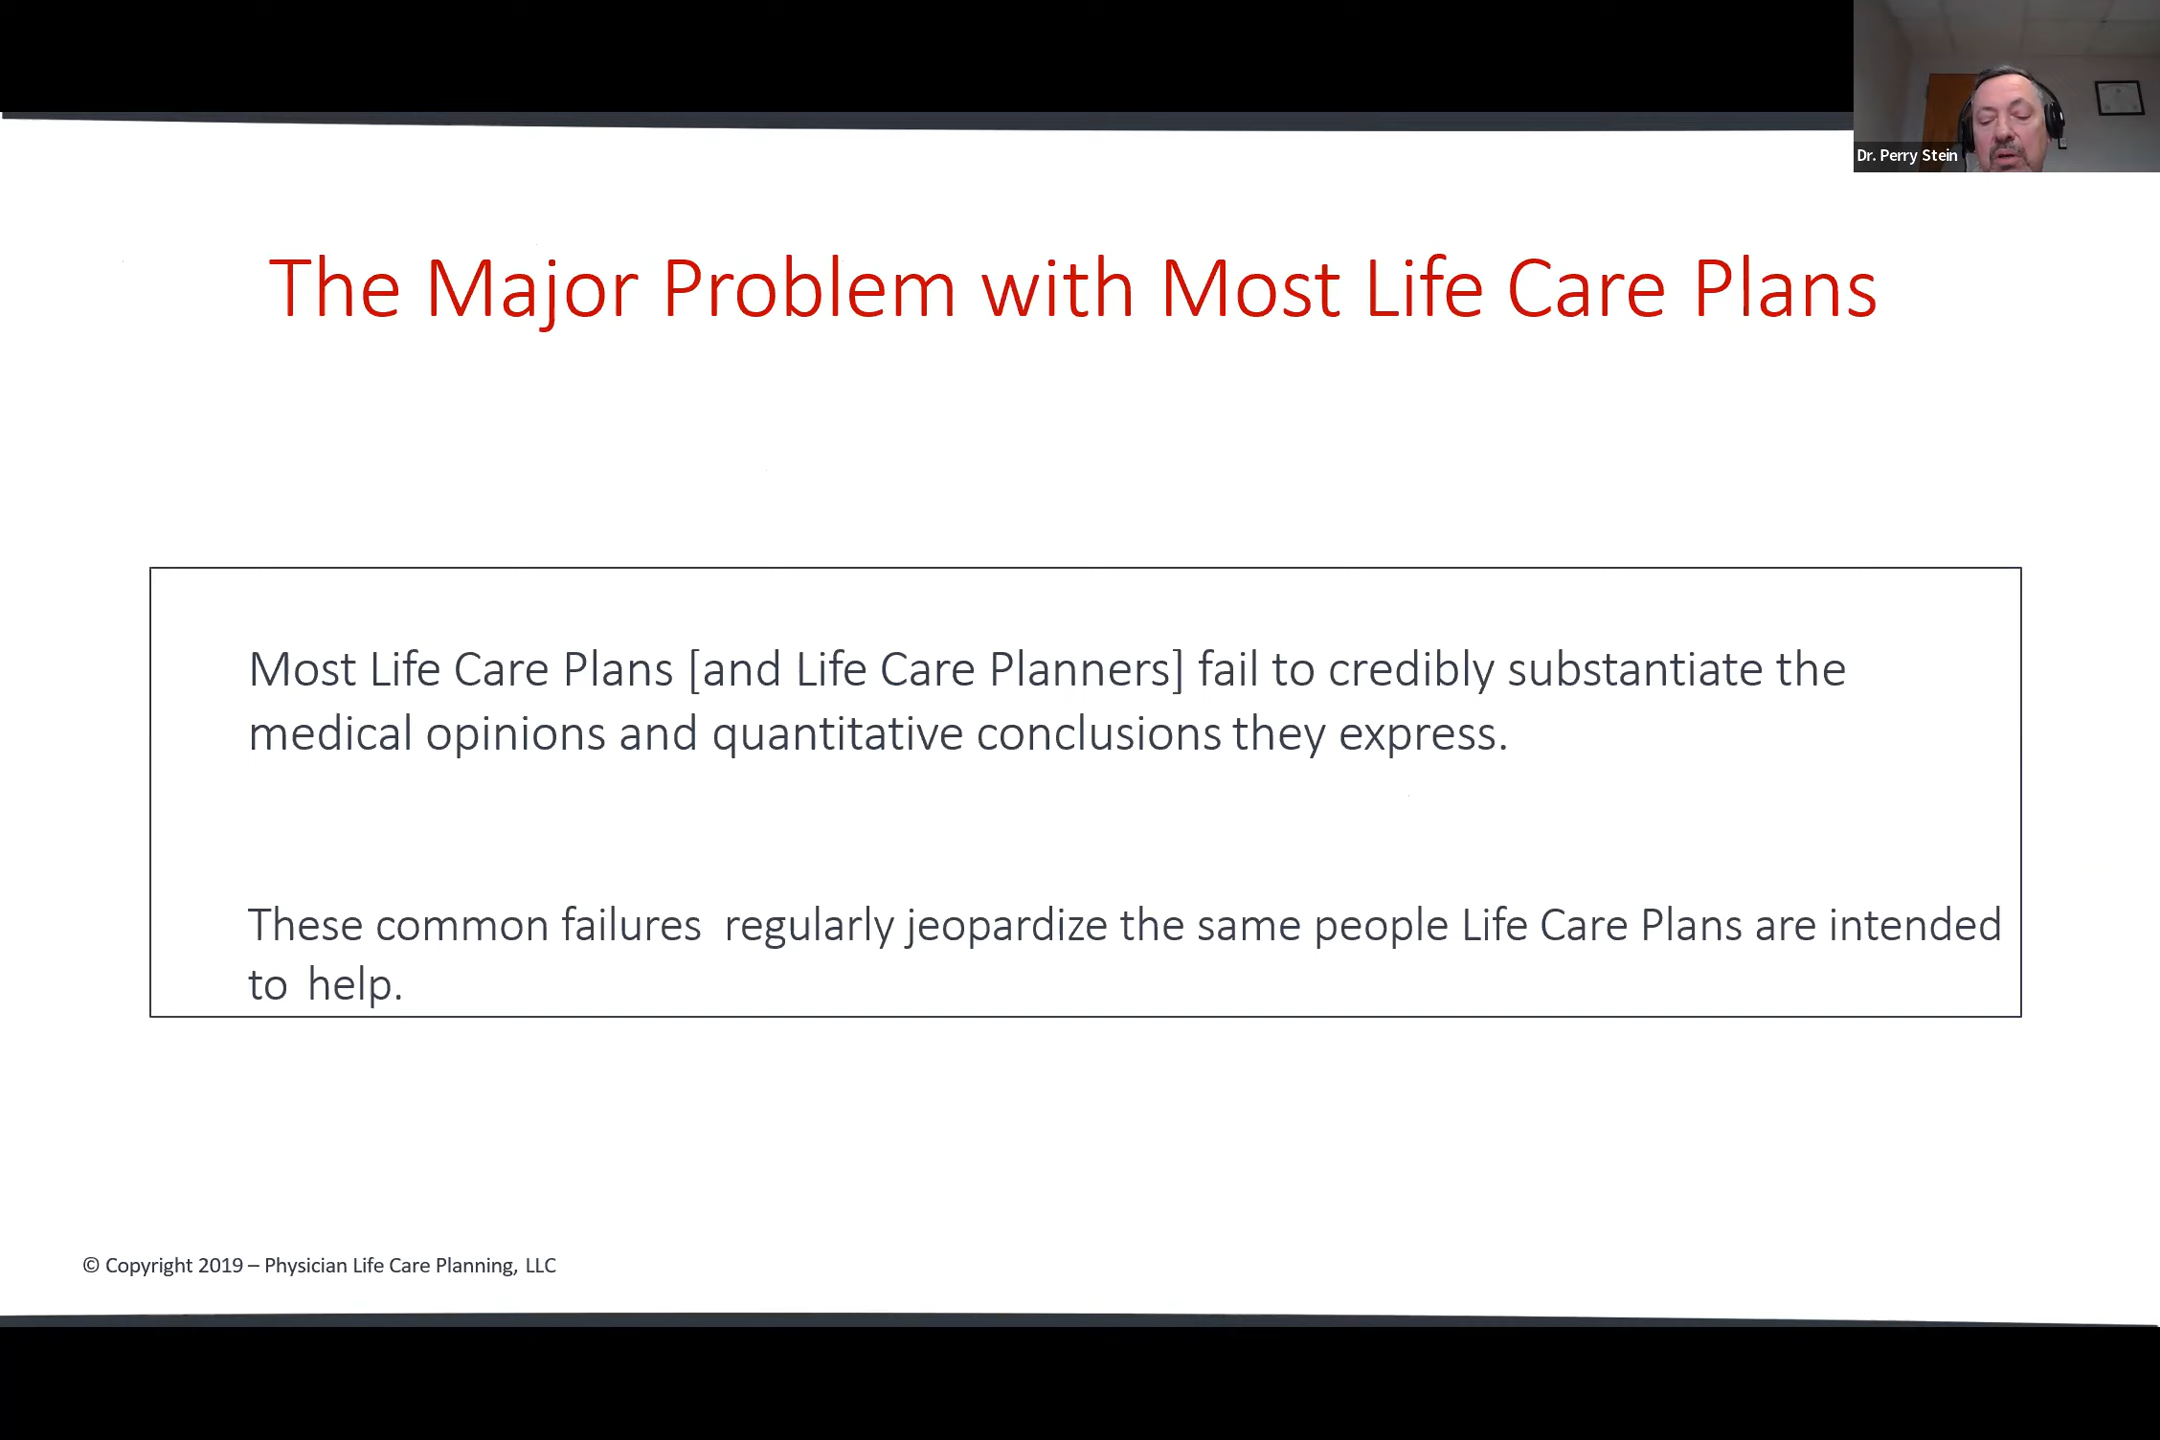 Dr. Perry Stein
The Major Problem with Most Life Care Plans
Most Life Care Plans [and Life Care Planners] fail to credibly substantiate the
medical opinions and quantitative conclusions they express.
These common failures regularly jeopardize the same people Life Care Plans are intended
to help.
© Copyright 2019 – Physician Life Care Planning, LLC